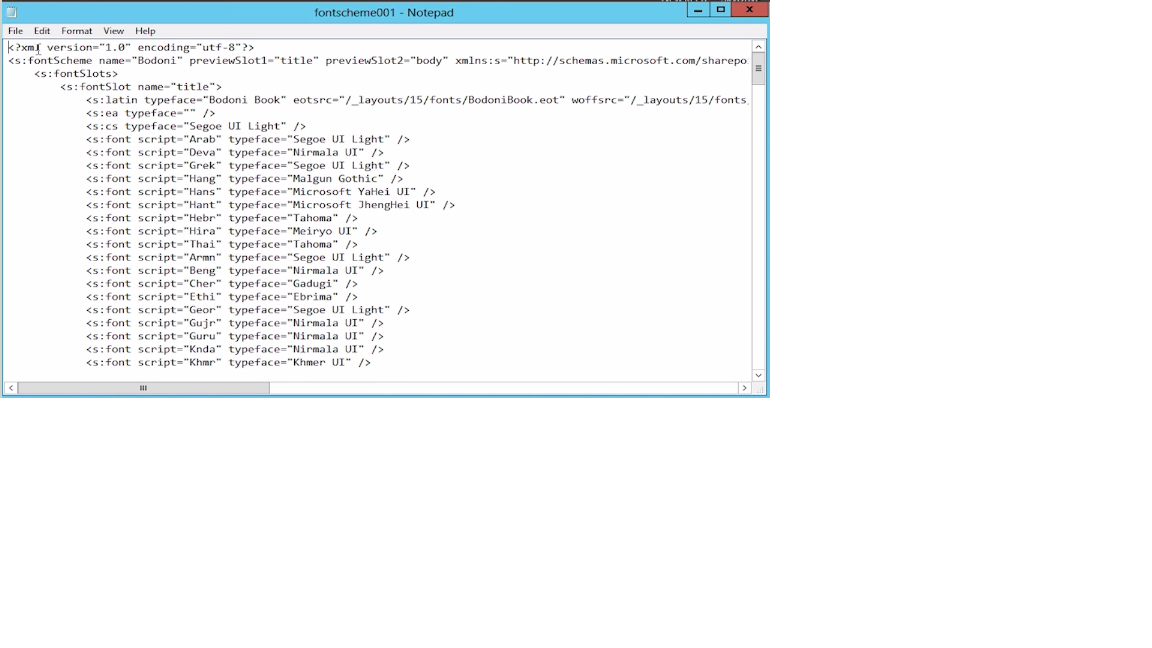 fontscheme001 - Notepad
File Edit Format View Help
<?xml version="1.0" encoding="utf-8"?>
<s:fontScheme name="Bodoni" previewSlot1="title" previewSlot2="body" xmlns:s="http://schemas.microsoft.com/sharepo
<s:fontSlots>
<s:fontSlot name="title">
<s:latin typeface="Bodoni Book" eotsrc="/_layouts/15/fonts/BodoniBook.eot" woffsrc="/_layouts/15/fonts
<s:ea typeface="" />
<s:cs typeface="Segoe UI Light" />
<s:font script="Arab" typeface="Segoe UI Light" />
<s:font script="Deva" typeface="Nirmala UI" />
<s:font script="Grek" typeface="Segoe UI Light" />
<s:font script="Hang" typeface="Malgun Gothic" />
<s:font script="Hans" typeface="Microsoft YaHei UI" />
<s:font script="Hant" typeface="Microsoft JhengHei UI" />
<s:font script="Hebr" typeface="Tahoma" />
<s:font script="Hira" typeface="Meiryo UI" />
<s:font script="Thai" typeface="Tahoma" />
<s:font script="Armn" typeface="Segoe UI Light" />
<s:font script="Beng" typeface="Nirmala UI" />
<s:font script="Cher" typeface="Gadugi" />
<s:font script="Ethi" typeface="Ebrima" />
<s:font script="Geor" typeface="Segoe UI Light" />
<s:font script="Gujr" typeface="Nirmala UI" />
<s:font script="Guru" typeface="Nirmala UI" />
<s:font script="Knda" typeface="Nirmala UI" />
<s:font script="Khmr" typeface="Khmer UI" />